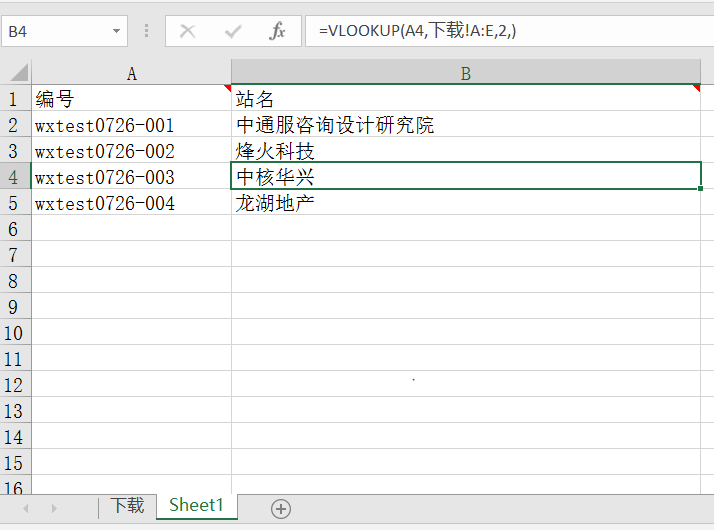 B4 fx =VLOOKUP(A4,下载!A:E,2,)
A B
1 编号 站名
2 wxtest0726-001 中通服咨询设计研究院
3 wxtest0726-002 烽火科技
4 wxtest0726-003 中核华兴
5 wxtest0726-004 龙湖地产
6
7
8
9
10
11
12
13
14
15
16
下载 Sheet1